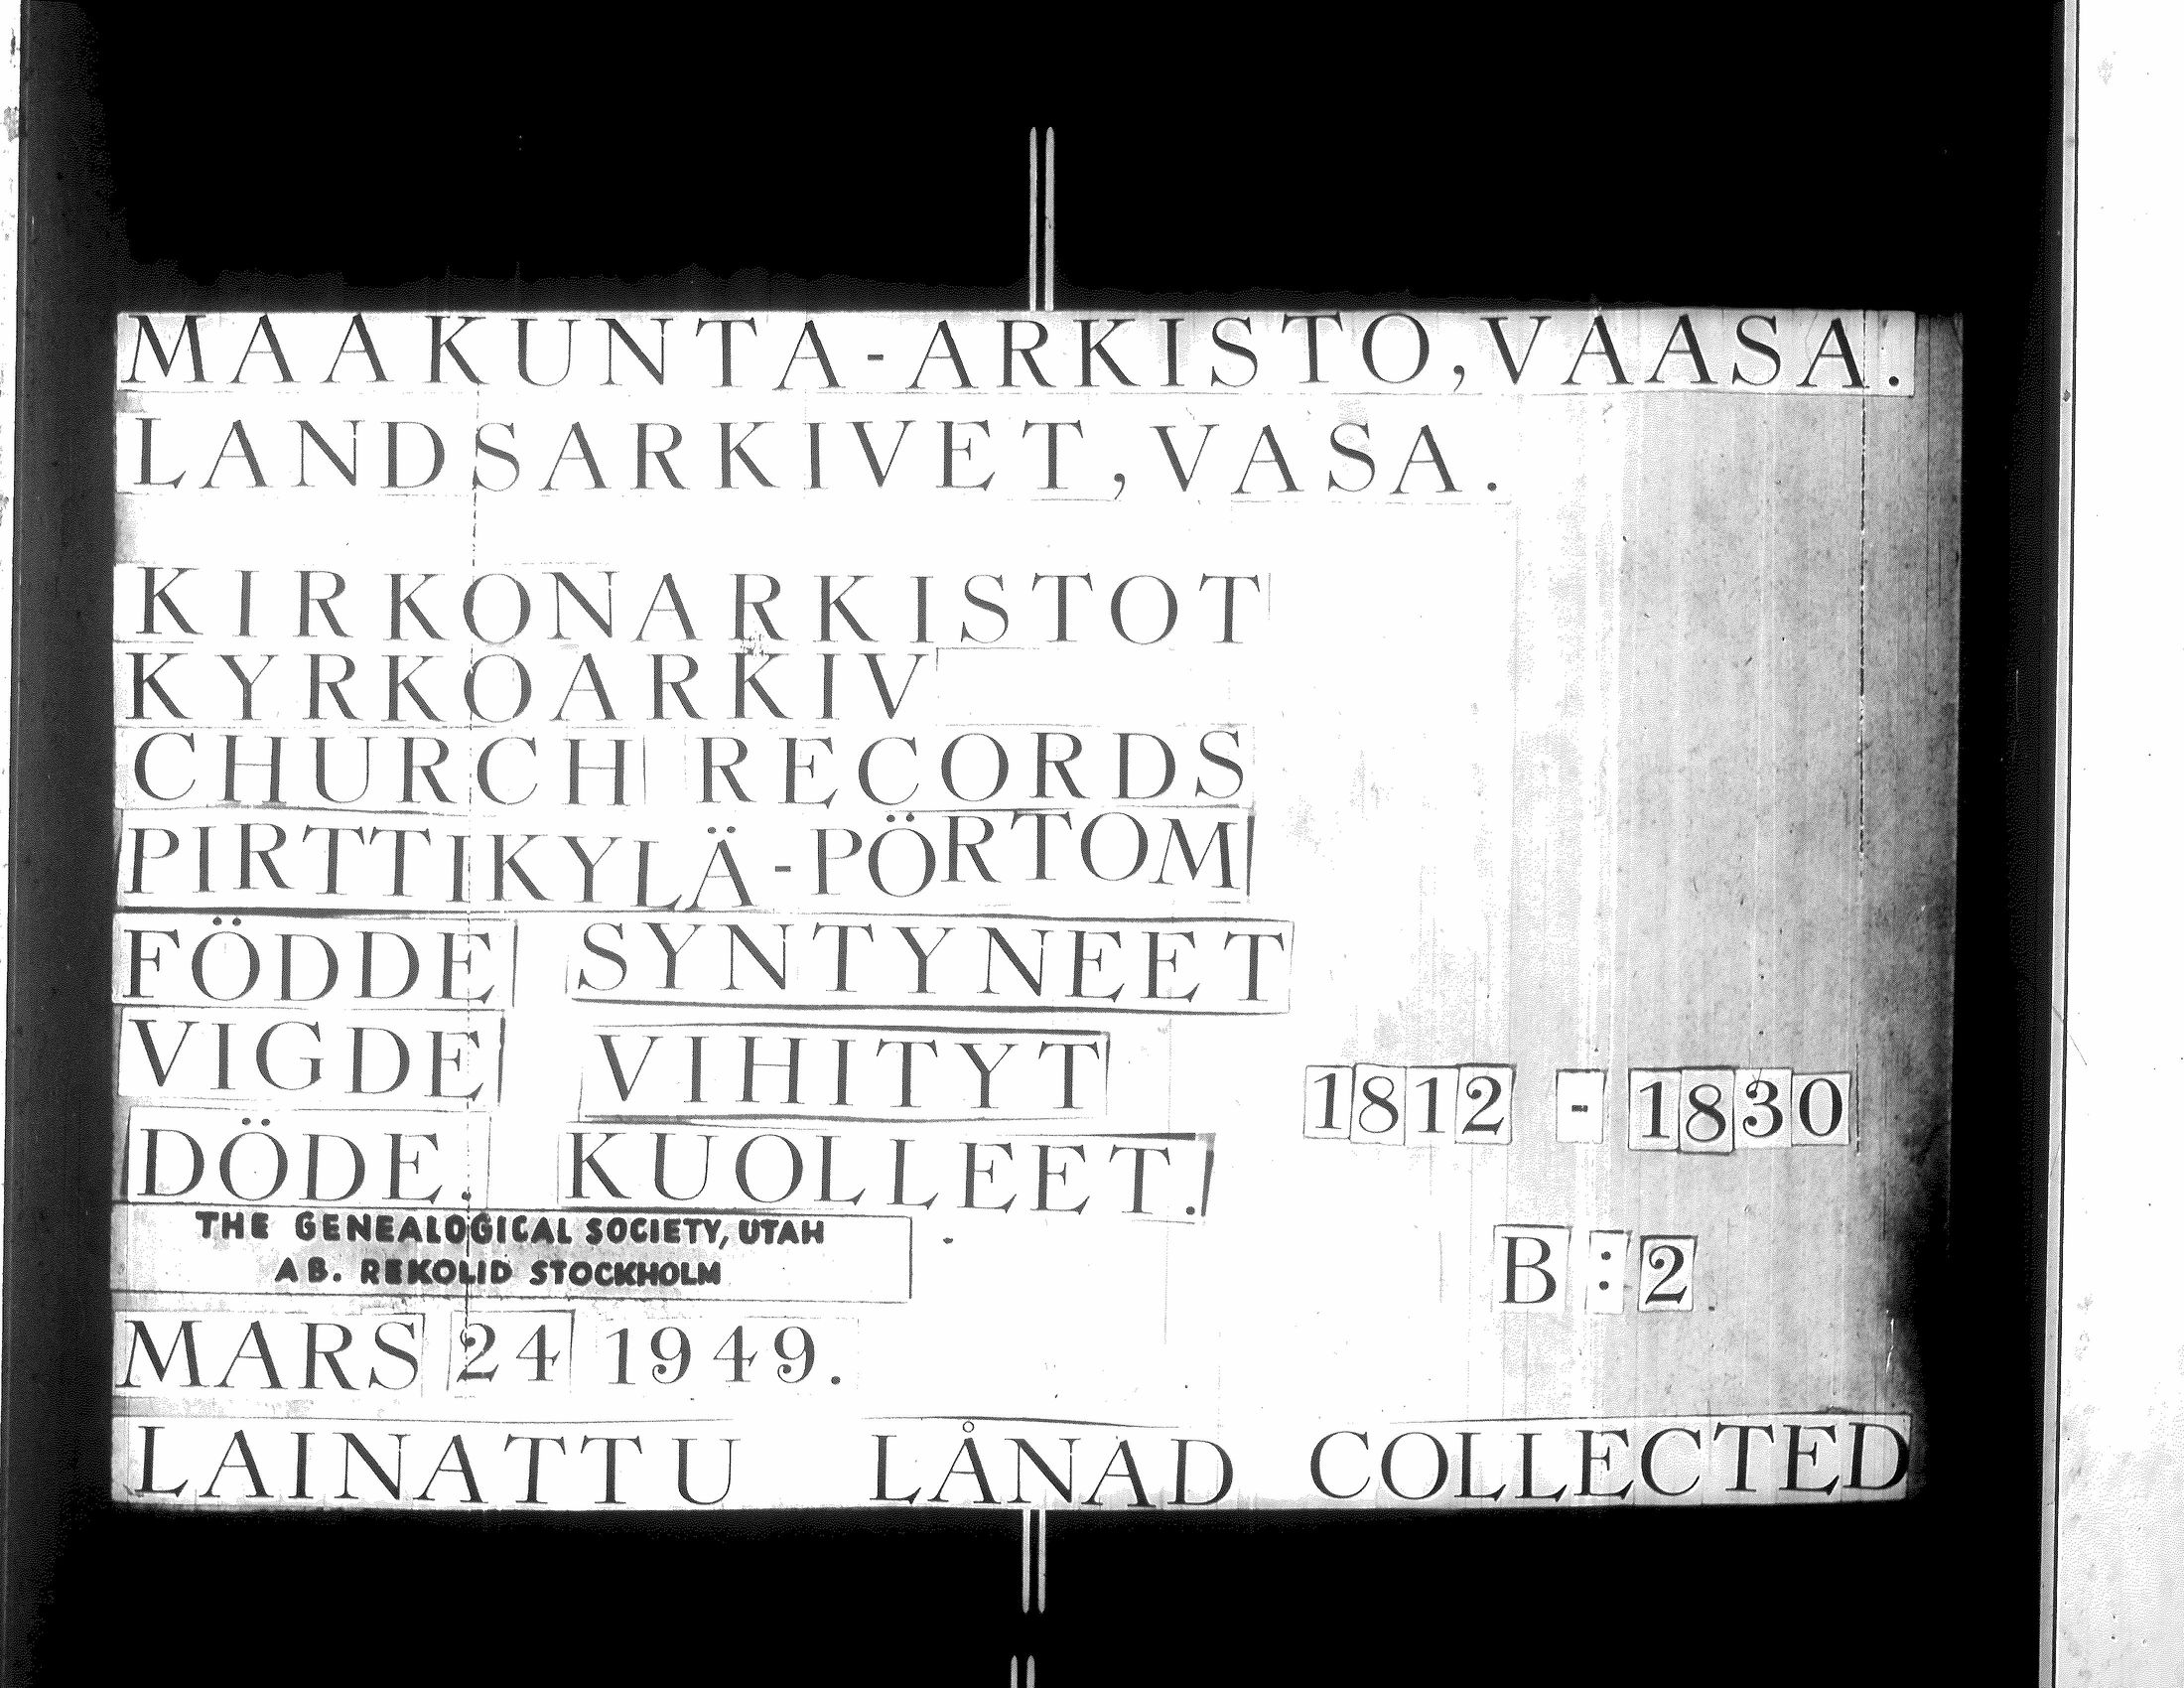 MAAKUNTA-ARKISTO, VAASA.
LANDSARKIVET, VASA.
KIRKONARKISTOT
KYRKOARKIV
CHURCH RECORDS
PIRTTIKYLÄ-PÖRTOM
FÖDDE SYNTYNEET
VIGDE VIHITYT 1812 - 1830
DÖDE. KUOLLEET.
THE GENEALOGICAL SOCIETY, UTAH
AB. REKOLID STOCKHOLM
B : 2
MARS 24 1949.
LAINATTU LÅNAD COLLECTED